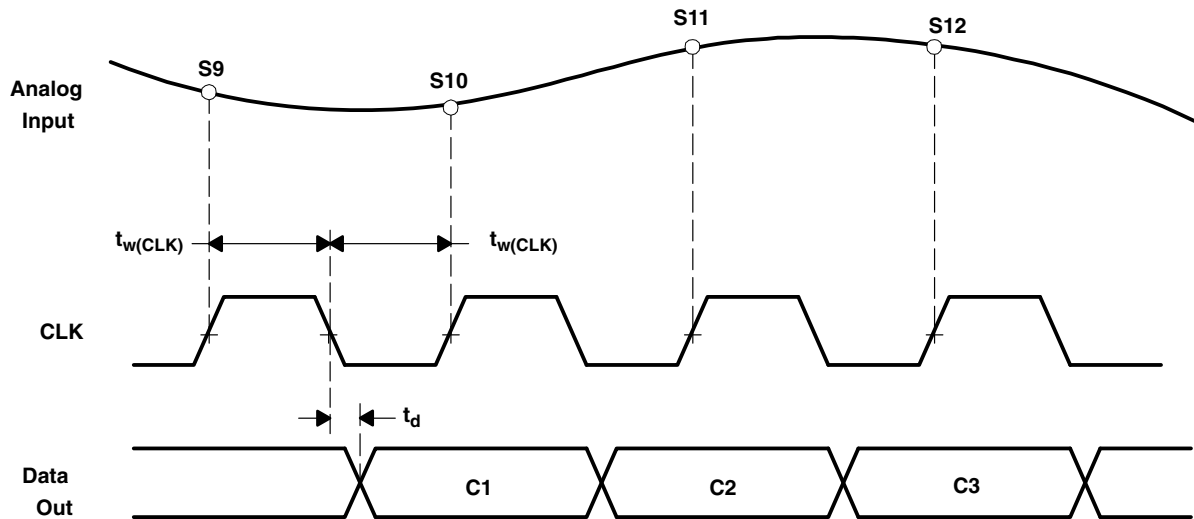 S11
S12
S9
S10
Analog
Input
tw(CLK)
tw(CLK)
CLK
td
Data
Out
C1
C2
C3